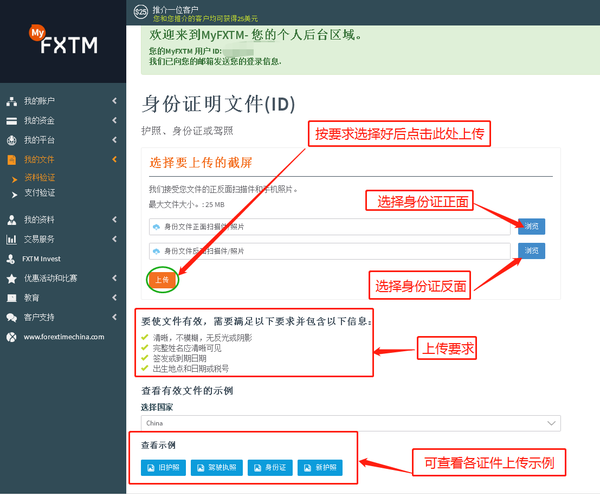 $25
推介一位客户
您和您推介的客户均可获得25美元
My
FXTM
我的账户
我的资金
我的平台
我的文件
资料验证
支付验证
我的资料
交易服务
FXTM Invest
优惠活动和比赛
教育
客户支持
www.forextimechina.com
欢迎来到MyFXTM- 您的个人后台区域。
您的MyFXTM 用户 ID:
我们已向您的邮箱发送您的登录信息.
身份证明文件(ID)
护照、身份证或驾照
按要求选择好后点击此处上传
选择要上传的截屏
我们接受您文件的正反面扫描件和手机照片。
最大文件大小。: 25 MB
选择身份证正面
身份文件正面扫描件/照片
浏览
身份文件反面扫描件/照片
浏览
上传
选择身份证反面
要使文件有效，需要满足以下要求并包含以下信息:
清晰，不模糊，无反光或阴影
完整姓名应清晰可见
签发或到期日期
出生地点和日期或税号
上传要求
查看有效文件的示例
选择国家
China
查看示例
旧护照
驾驶执照
身份证
新护照
可查看各证件上传示例